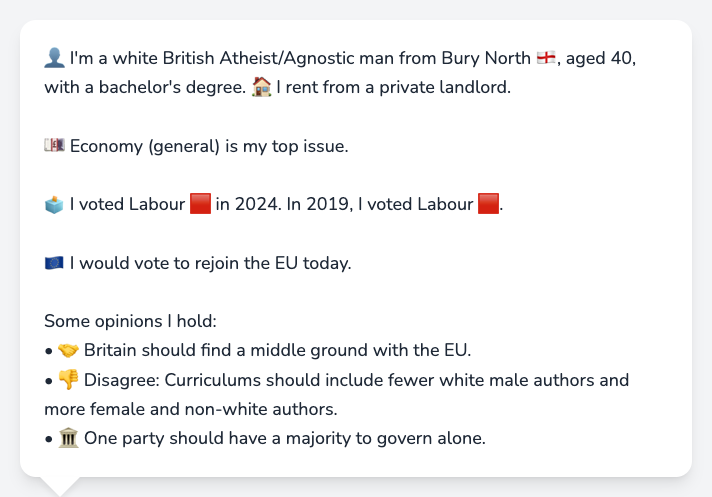 👤 I'm a white British Atheist/Agnostic man from Bury North 🏴󠁧󠁢󠁥󠁮󠁧󠁿, aged 40,
with a bachelor's degree. 🏠 I rent from a private landlord.
💷 Economy (general) is my top issue.
🗳️ I voted Labour 🟥 in 2024. In 2019, I voted Labour 🟥.
🇪🇺 I would vote to rejoin the EU today.
Some opinions I hold:
• 🤝 Britain should find a middle ground with the EU.
• 👎 Disagree: Curriculums should include fewer white male authors and
more female and non-white authors.
• 🏛️ One party should have a majority to govern alone.